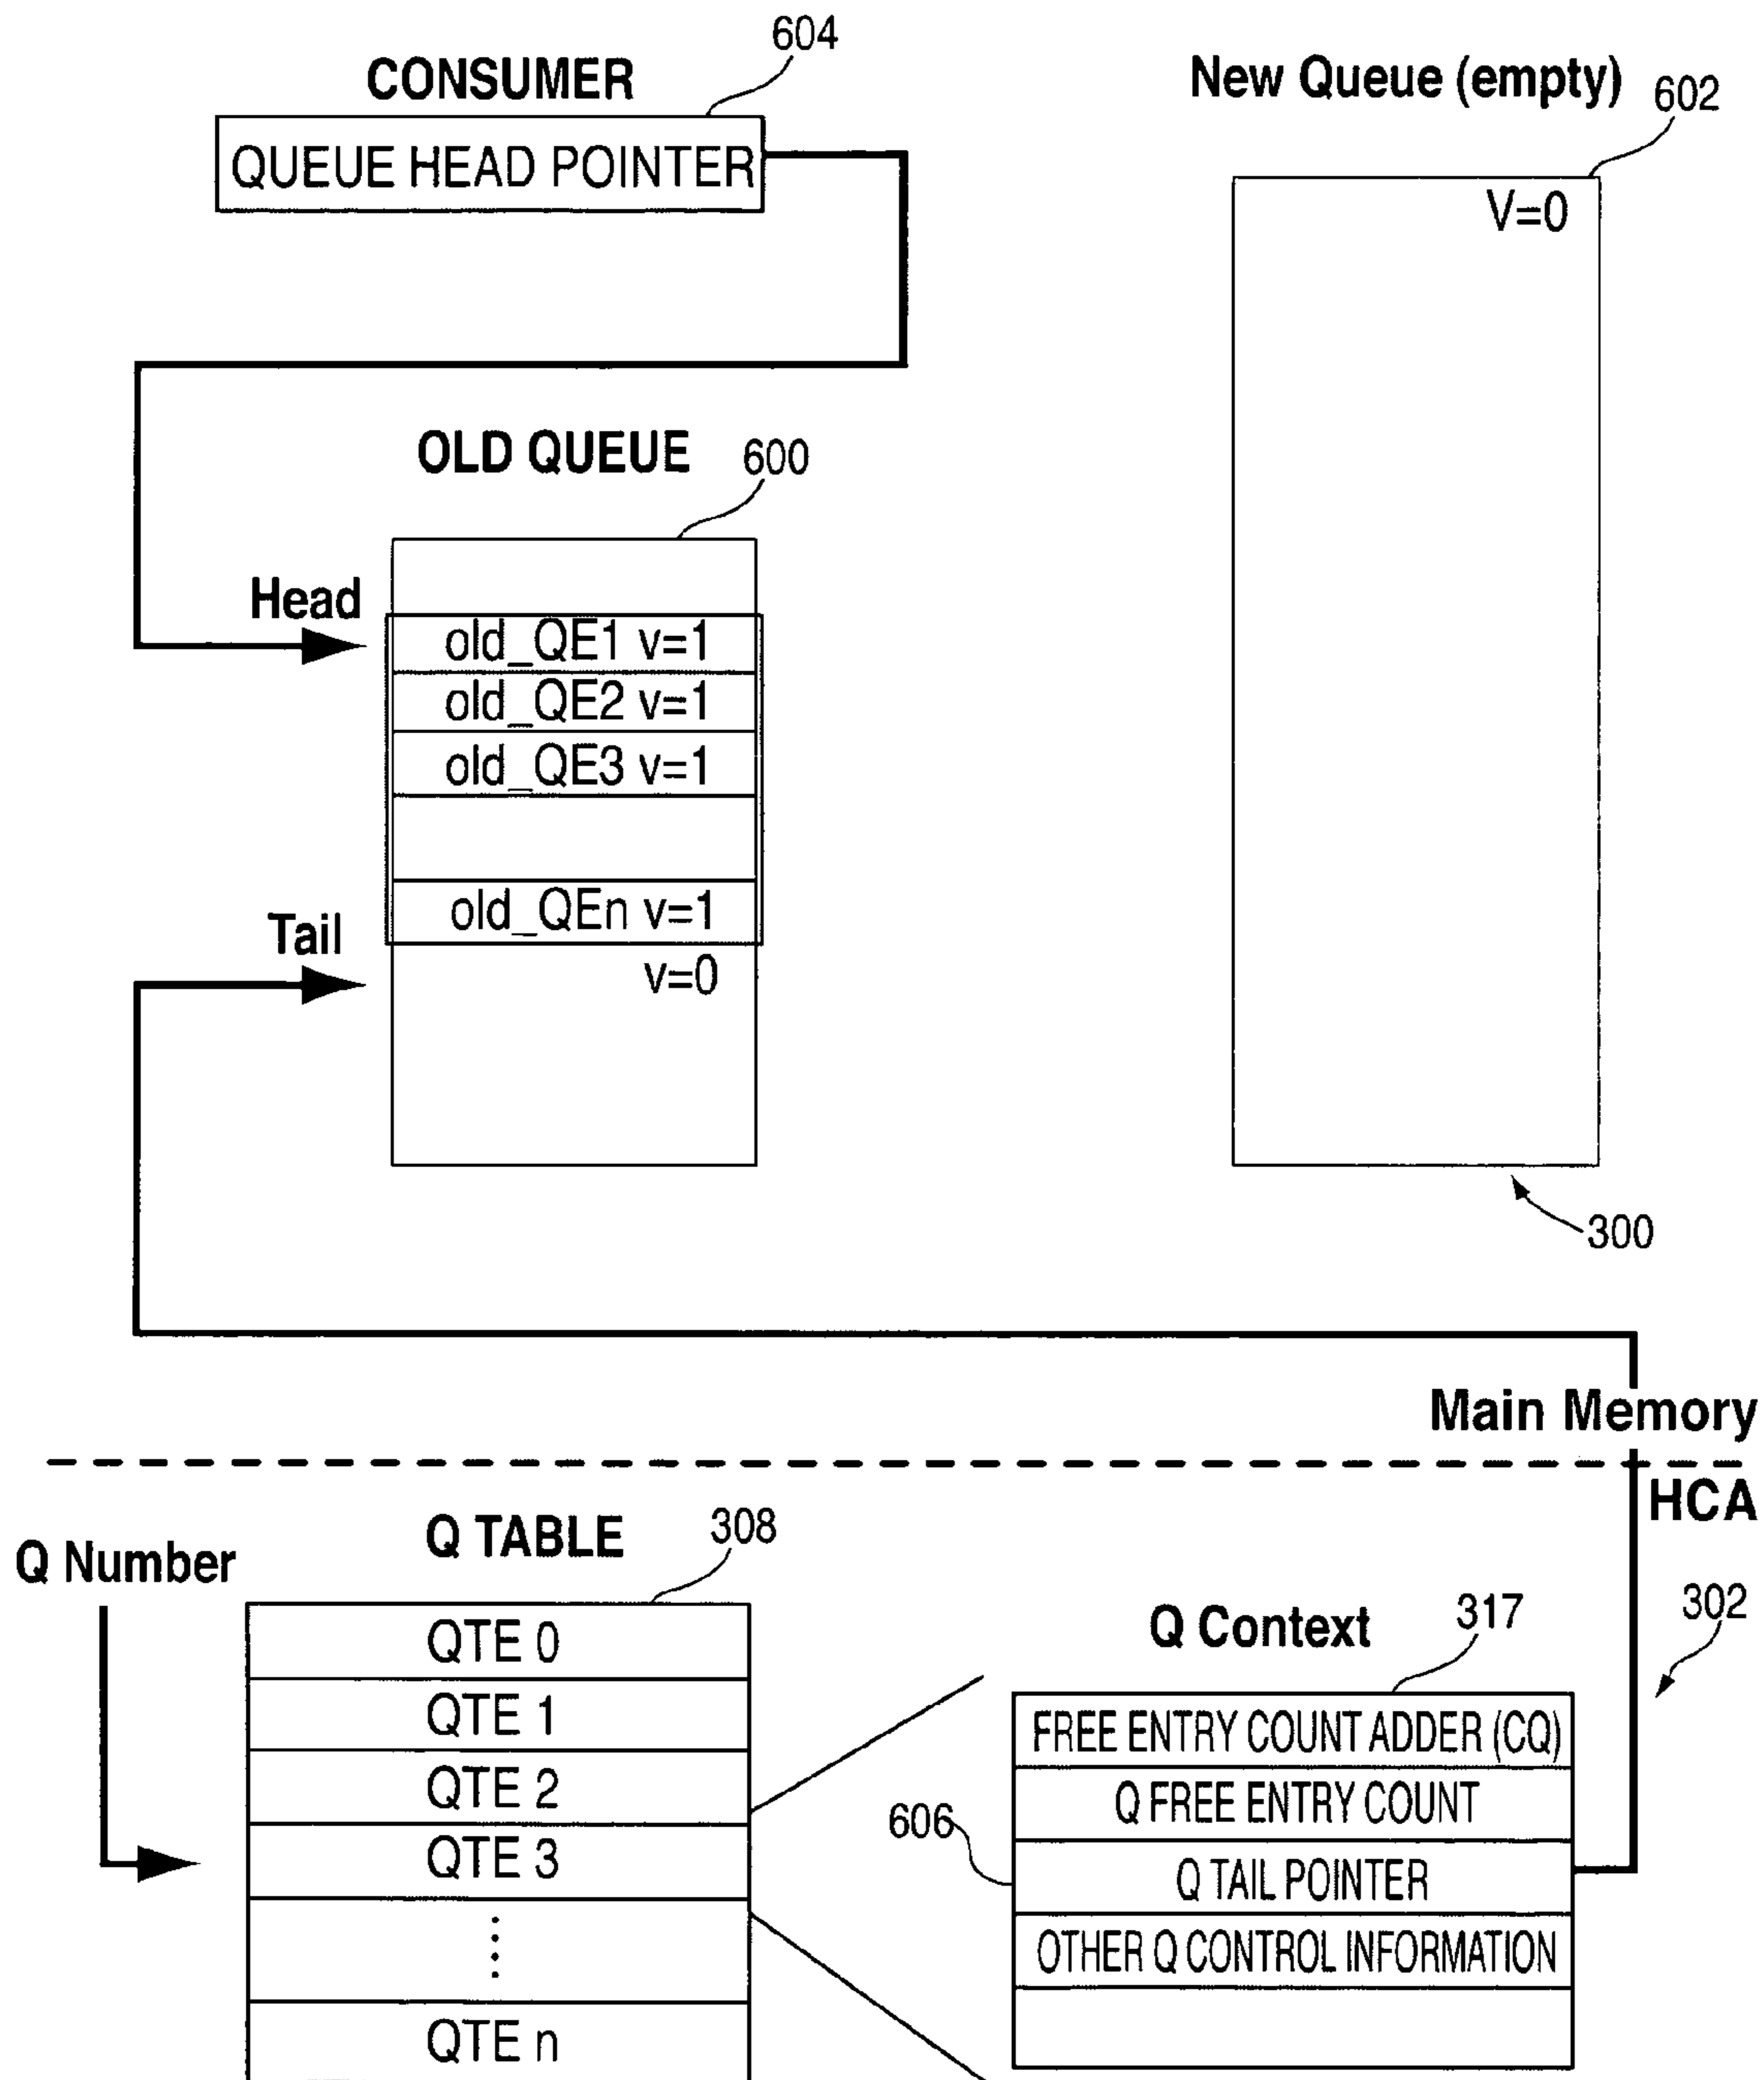 604
CONSUMER
QUEUE HEAD POINTER
New Queue (empty)
602
V=0
OLD QUEUE
600
Head
old_QE1 v=1
old_QE2 v=1
old_QE3 v=1
old_QEn v=1
Tail
v=0
300
Main Memory
HCA
Q Number
Q TABLE
308
QTE 0
QTE 1
QTE 2
QTE 3
QTE n
Q Context
317
302
FREE ENTRY COUNT ADDER (CQ)
Q FREE ENTRY COUNT
606
Q TAIL POINTER
OTHER Q CONTROL INFORMATION